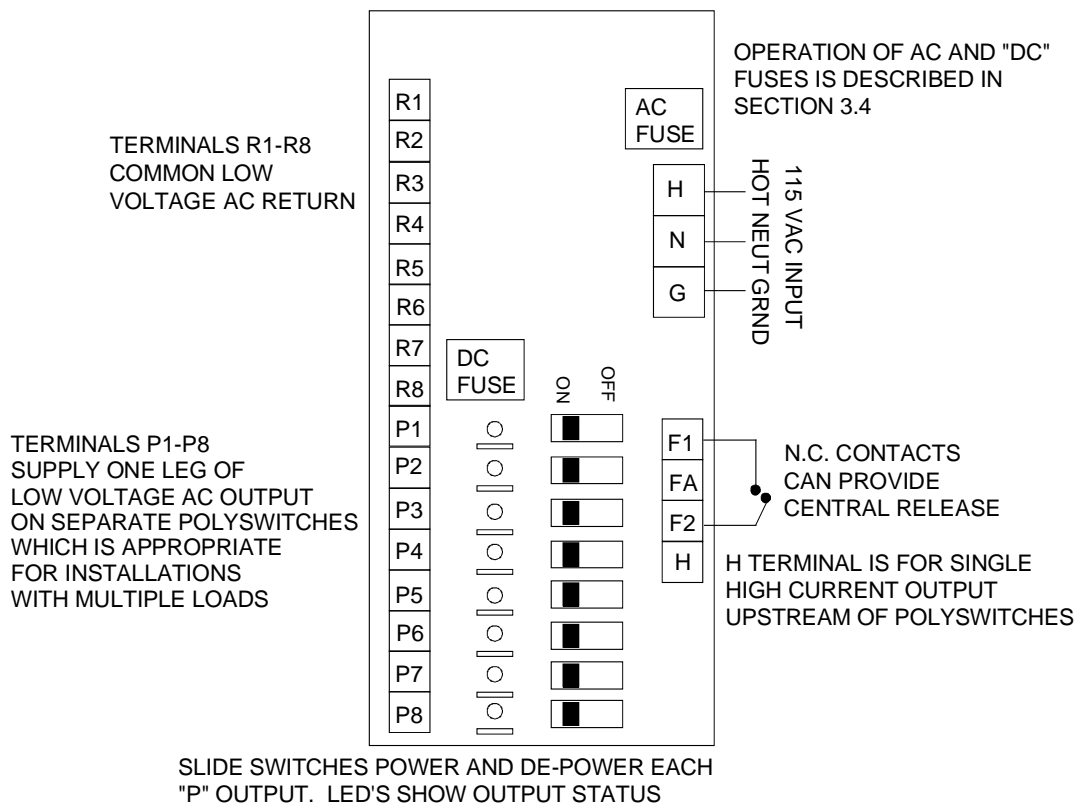 OPERATION OF AC AND "DC"
FUSES IS DESCRIBED IN
SECTION 3.4
AC
FUSE
R1
R2
R3
R4
R5
R6
R7
R8
TERMINALS R1-R8
COMMON LOW
VOLTAGE AC RETURN
H
N
G
115 VAC INPUT
HOT NEUT GRND
DC
FUSE
ON
OFF
P1
P2
P3
P4
P5
P6
P7
P8
TERMINALS P1-P8
SUPPLY ONE LEG OF
LOW VOLTAGE AC OUTPUT
ON SEPARATE POLYSWITCHES
WHICH IS APPROPRIATE
FOR INSTALLATIONS
WITH MULTIPLE LOADS
F1
FA
F2
H
N.C. CONTACTS
CAN PROVIDE
CENTRAL RELEASE
H TERMINAL IS FOR SINGLE
HIGH CURRENT OUTPUT
UPSTREAM OF POLYSWITCHES
SLIDE SWITCHES POWER AND DE-POWER EACH
"P" OUTPUT. LED'S SHOW OUTPUT STATUS